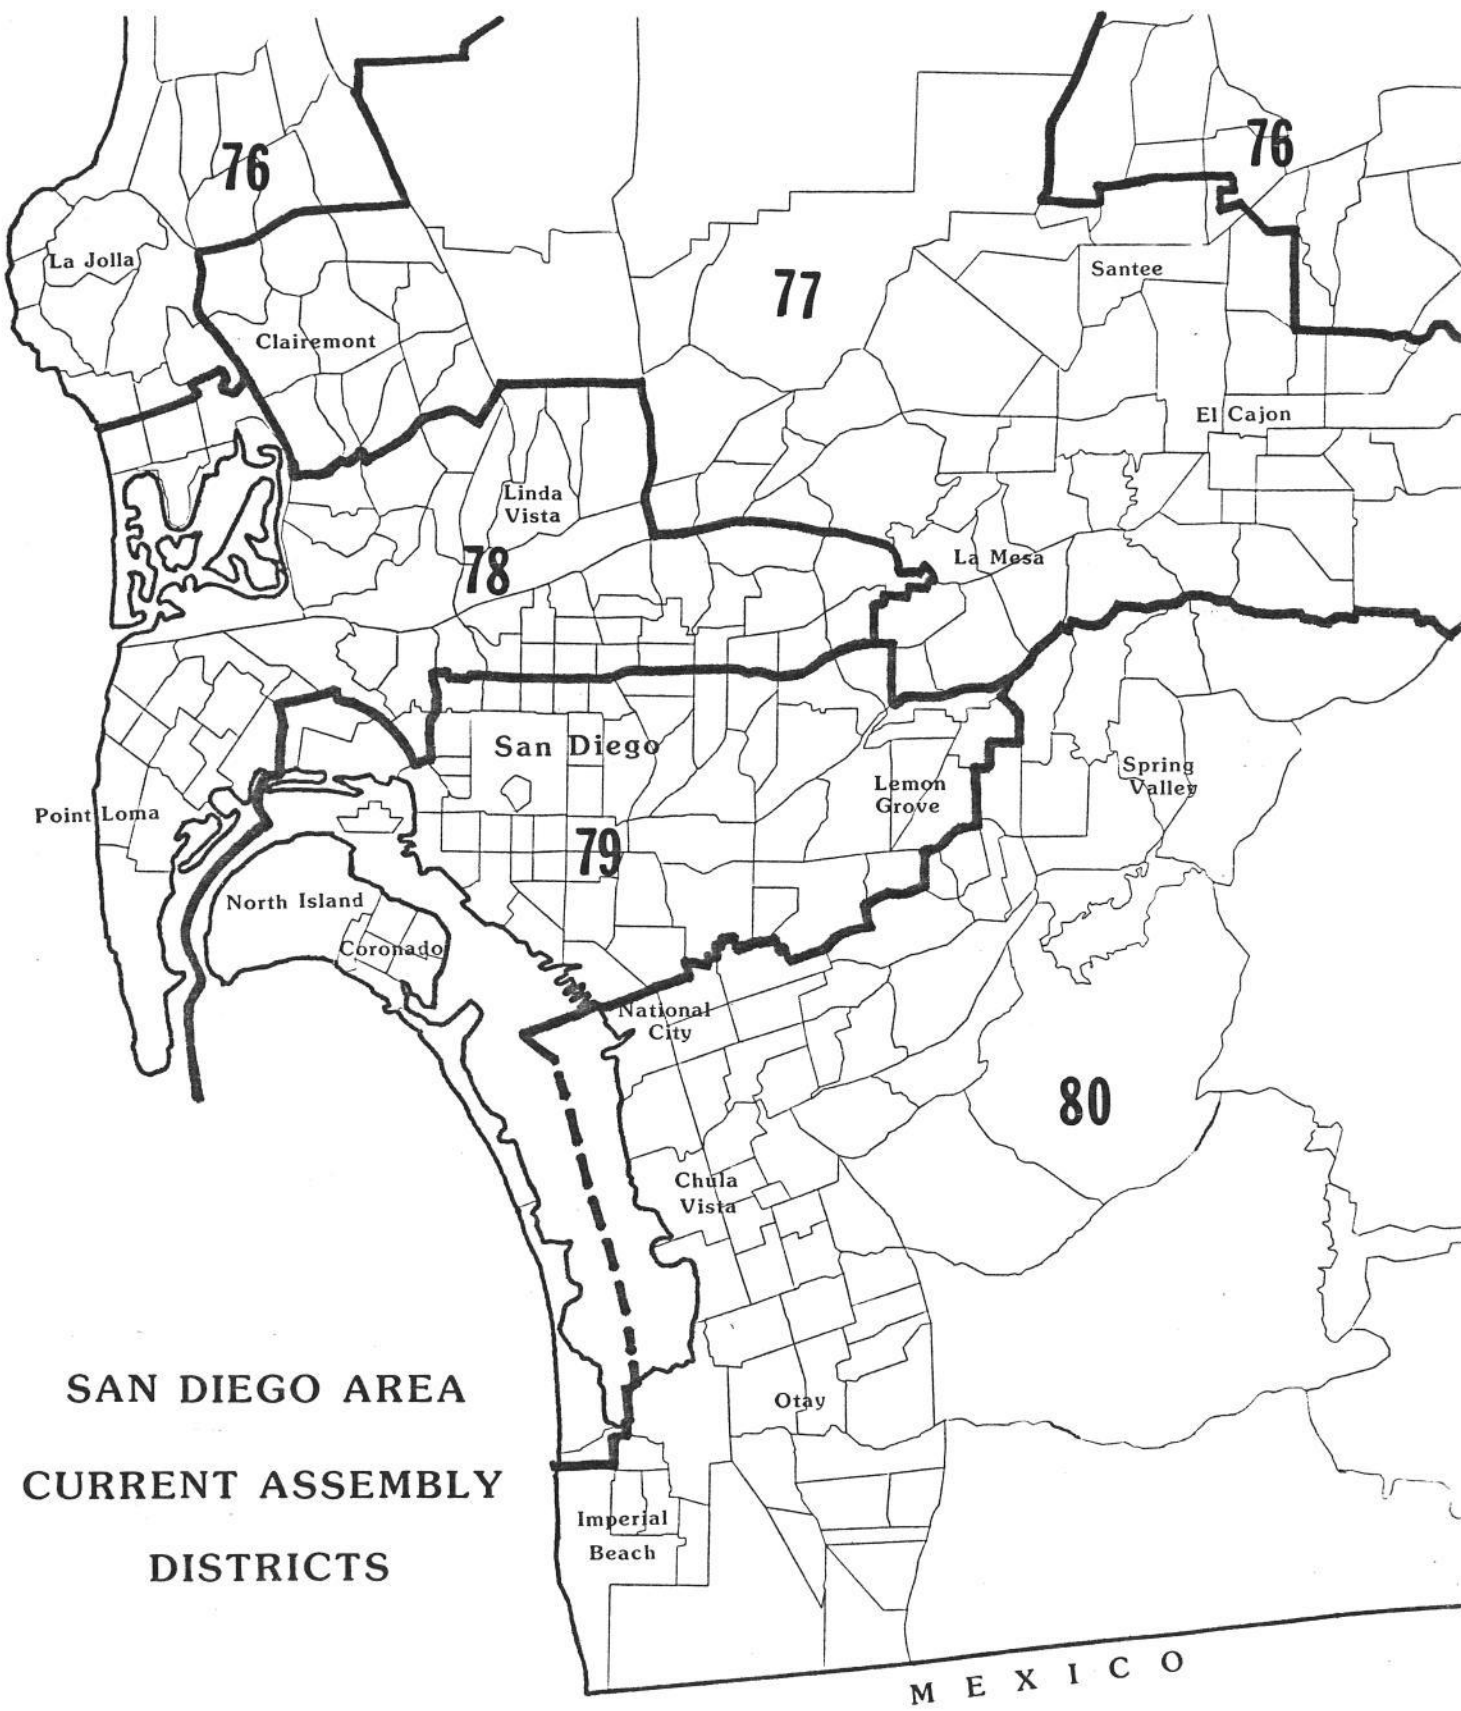 76
76
La Jolla
77
Santee
Clairemont
El Cajon
Linda
Vista
78
La Mesa
San Diego
Spring
Valley
Lemon
Grove
Point Loma
79
North Island
Coronado
National
City
80
Chula
Vista
SAN DIEGO AREA
Otay
CURRENT ASSEMBLY
Imperial
Beach
DISTRICTS
MEXICO